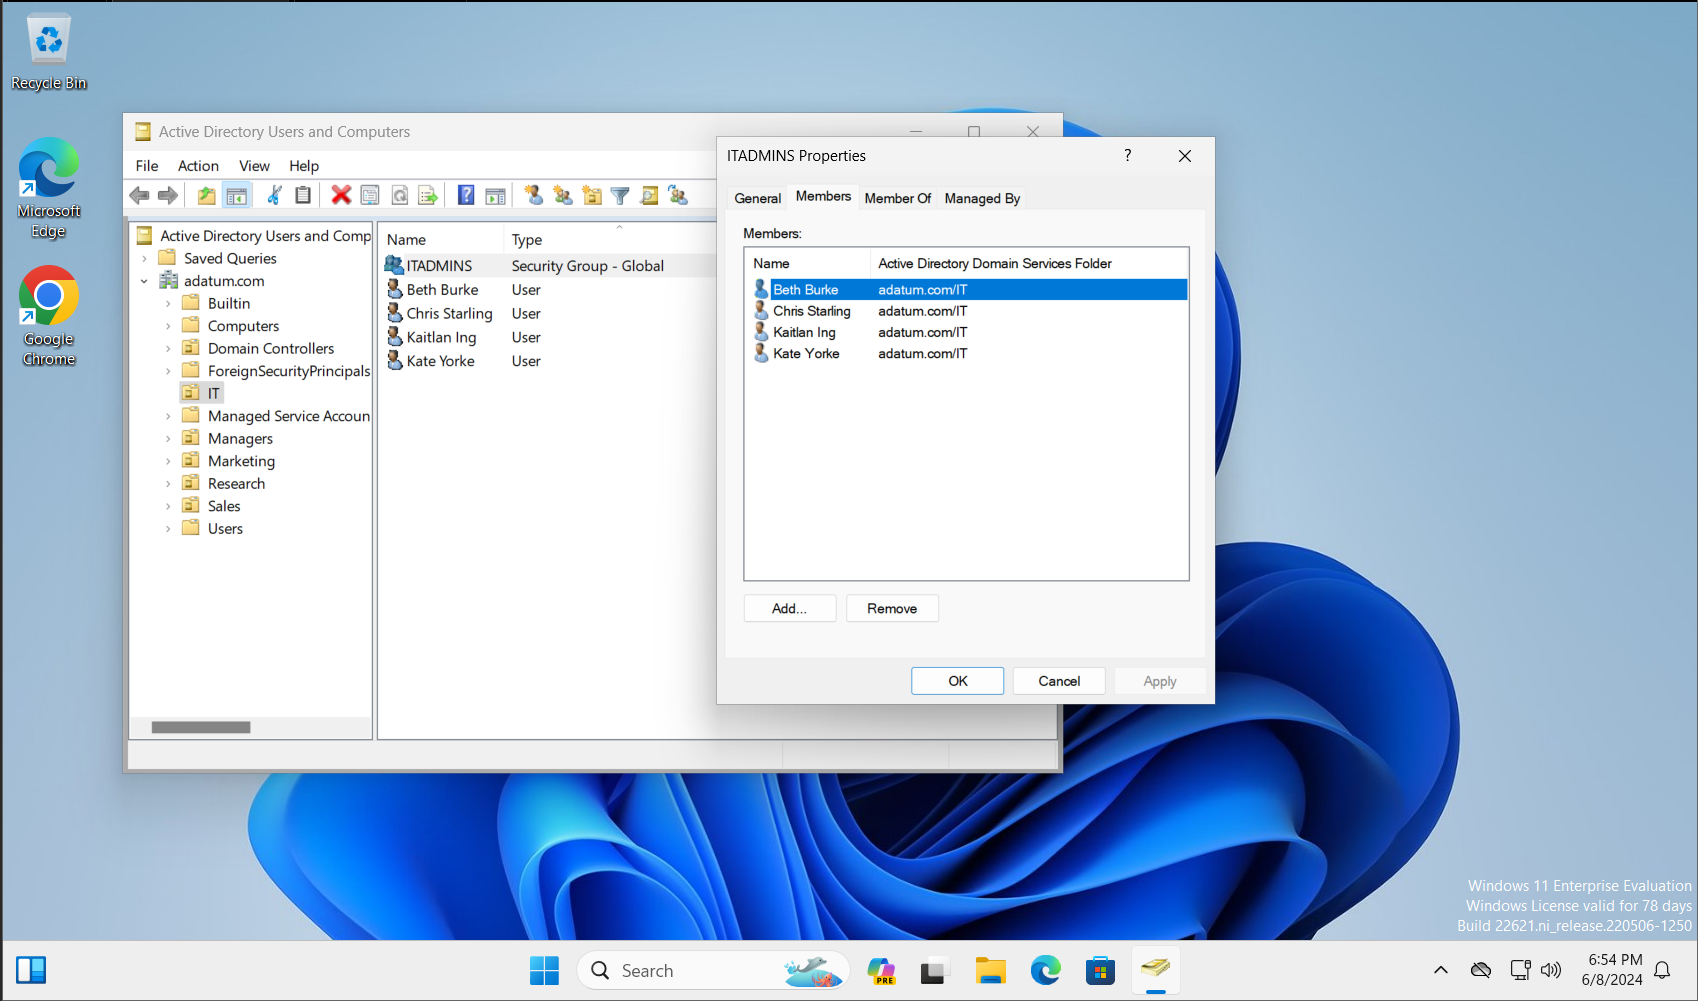 Recycle Bin
Microsoft
Edge
Google
Chrome
Active Directory Users and Computers
File Action View Help
Active Directory Users and Comp
Saved Queries
adatum.com
Builtin
Computers
Domain Controllers
ForeignSecurityPrincipals
IT
Managed Service Accoun
Managers
Marketing
Research
Sales
Users
Name Type
ITADMINS Security Group - Global
Beth Burke User
Chris Starling User
Kaitlan Ing User
Kate Yorke User
ITADMINS Properties ?
General Members Member Of Managed By
Members:
Name Active Directory Domain Services Folder
Beth Burke adatum.com/IT
Chris Starling adatum.com/IT
Kaitlan Ing adatum.com/IT
Kate Yorke adatum.com/IT
Add... Remove
OK Cancel Apply
Windows 11 Enterprise Evaluation
Windows License valid for 78 days
Build 22621.ni_release.220506-1250
Search
PRE
6:54 PM
6/8/2024